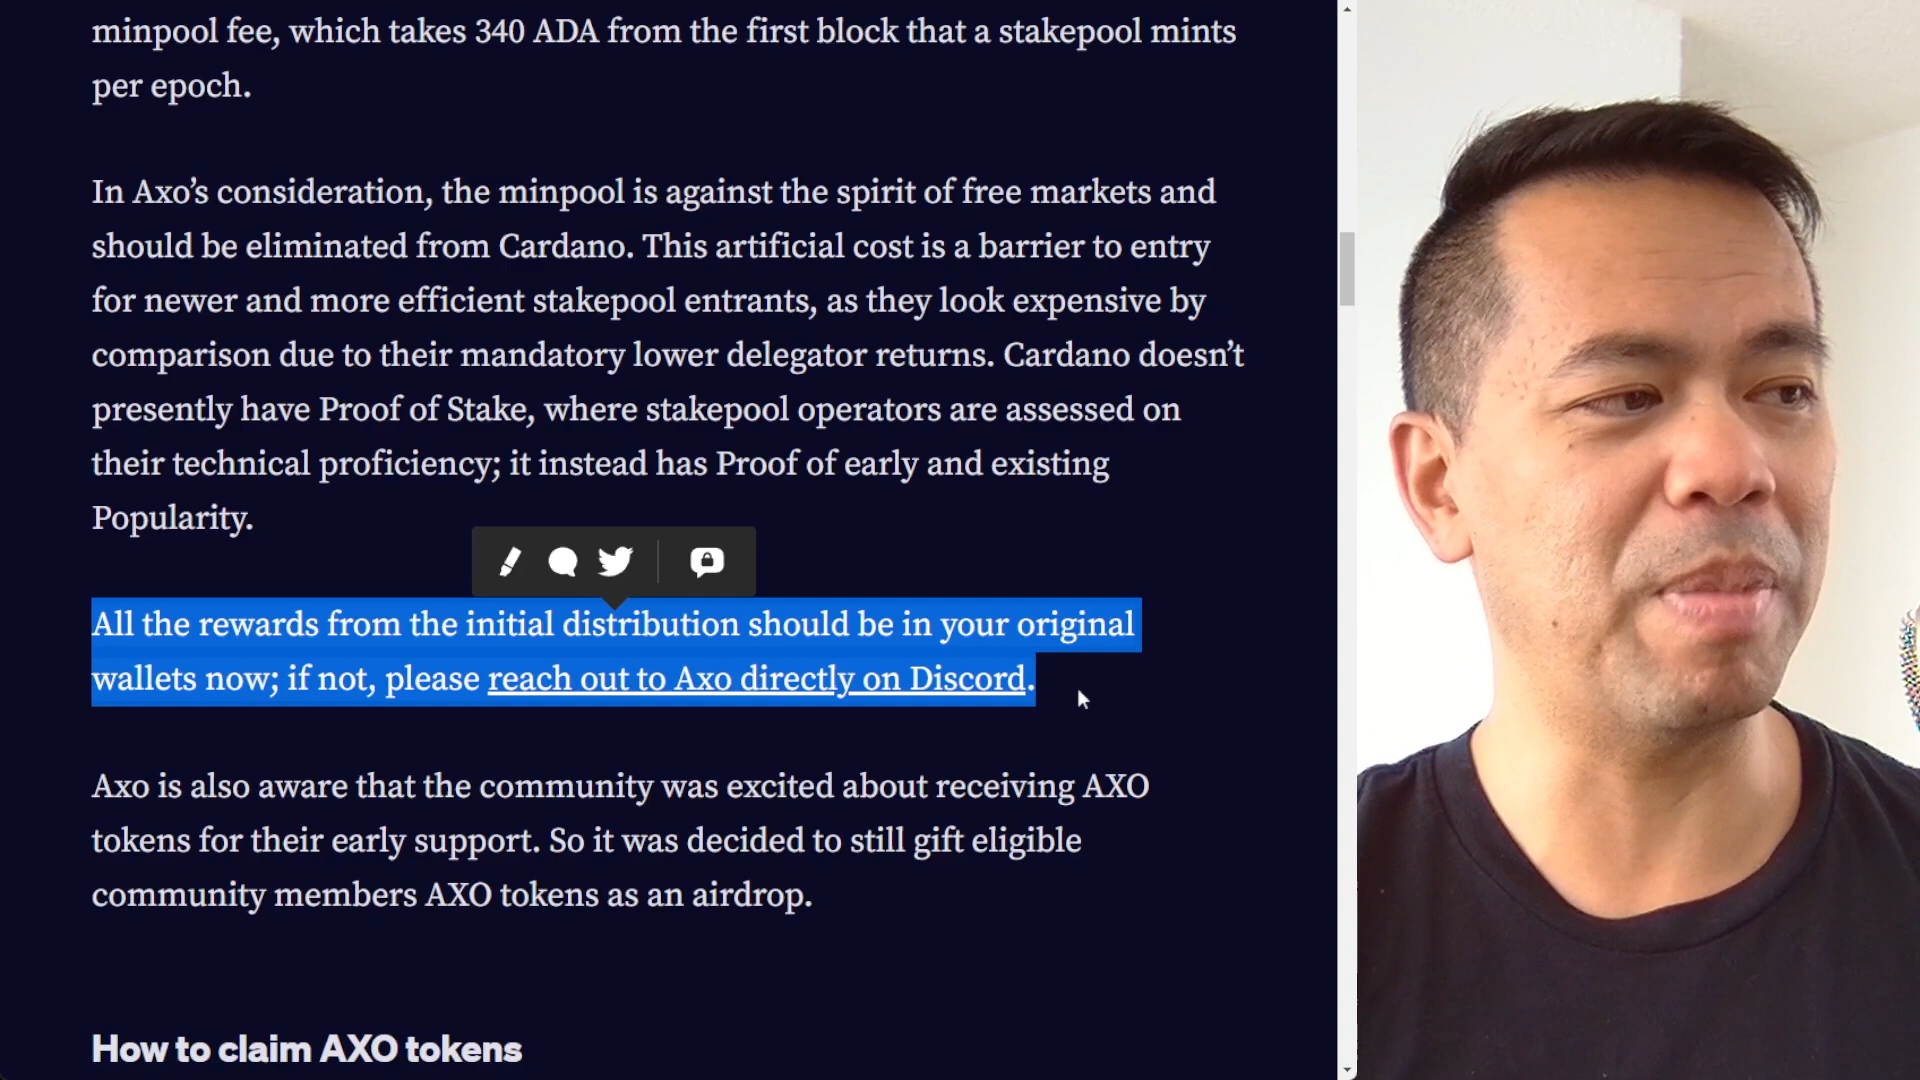 minpool fee, which takes 340 ADA from the first block that a stakepool mints
per epoch.
In Axo’s consideration, the minpool is against the spirit of free markets and
should be eliminated from Cardano. This artificial cost is a barrier to entry
for newer and more efficient stakepool entrants, as they look expensive by
comparison due to their mandatory lower delegator returns. Cardano doesn’t
presently have Proof of Stake, where stakepool operators are assessed on
their technical proficiency; it instead has Proof of early and existing
Popularity.
All the rewards from the initial distribution should be in your original
wallets now; if not, please reach out to Axo directly on Discord.
Axo is also aware that the community was excited about receiving AXO
tokens for their early support. So it was decided to still gift eligible
community members AXO tokens as an airdrop.
How to claim AXO tokens